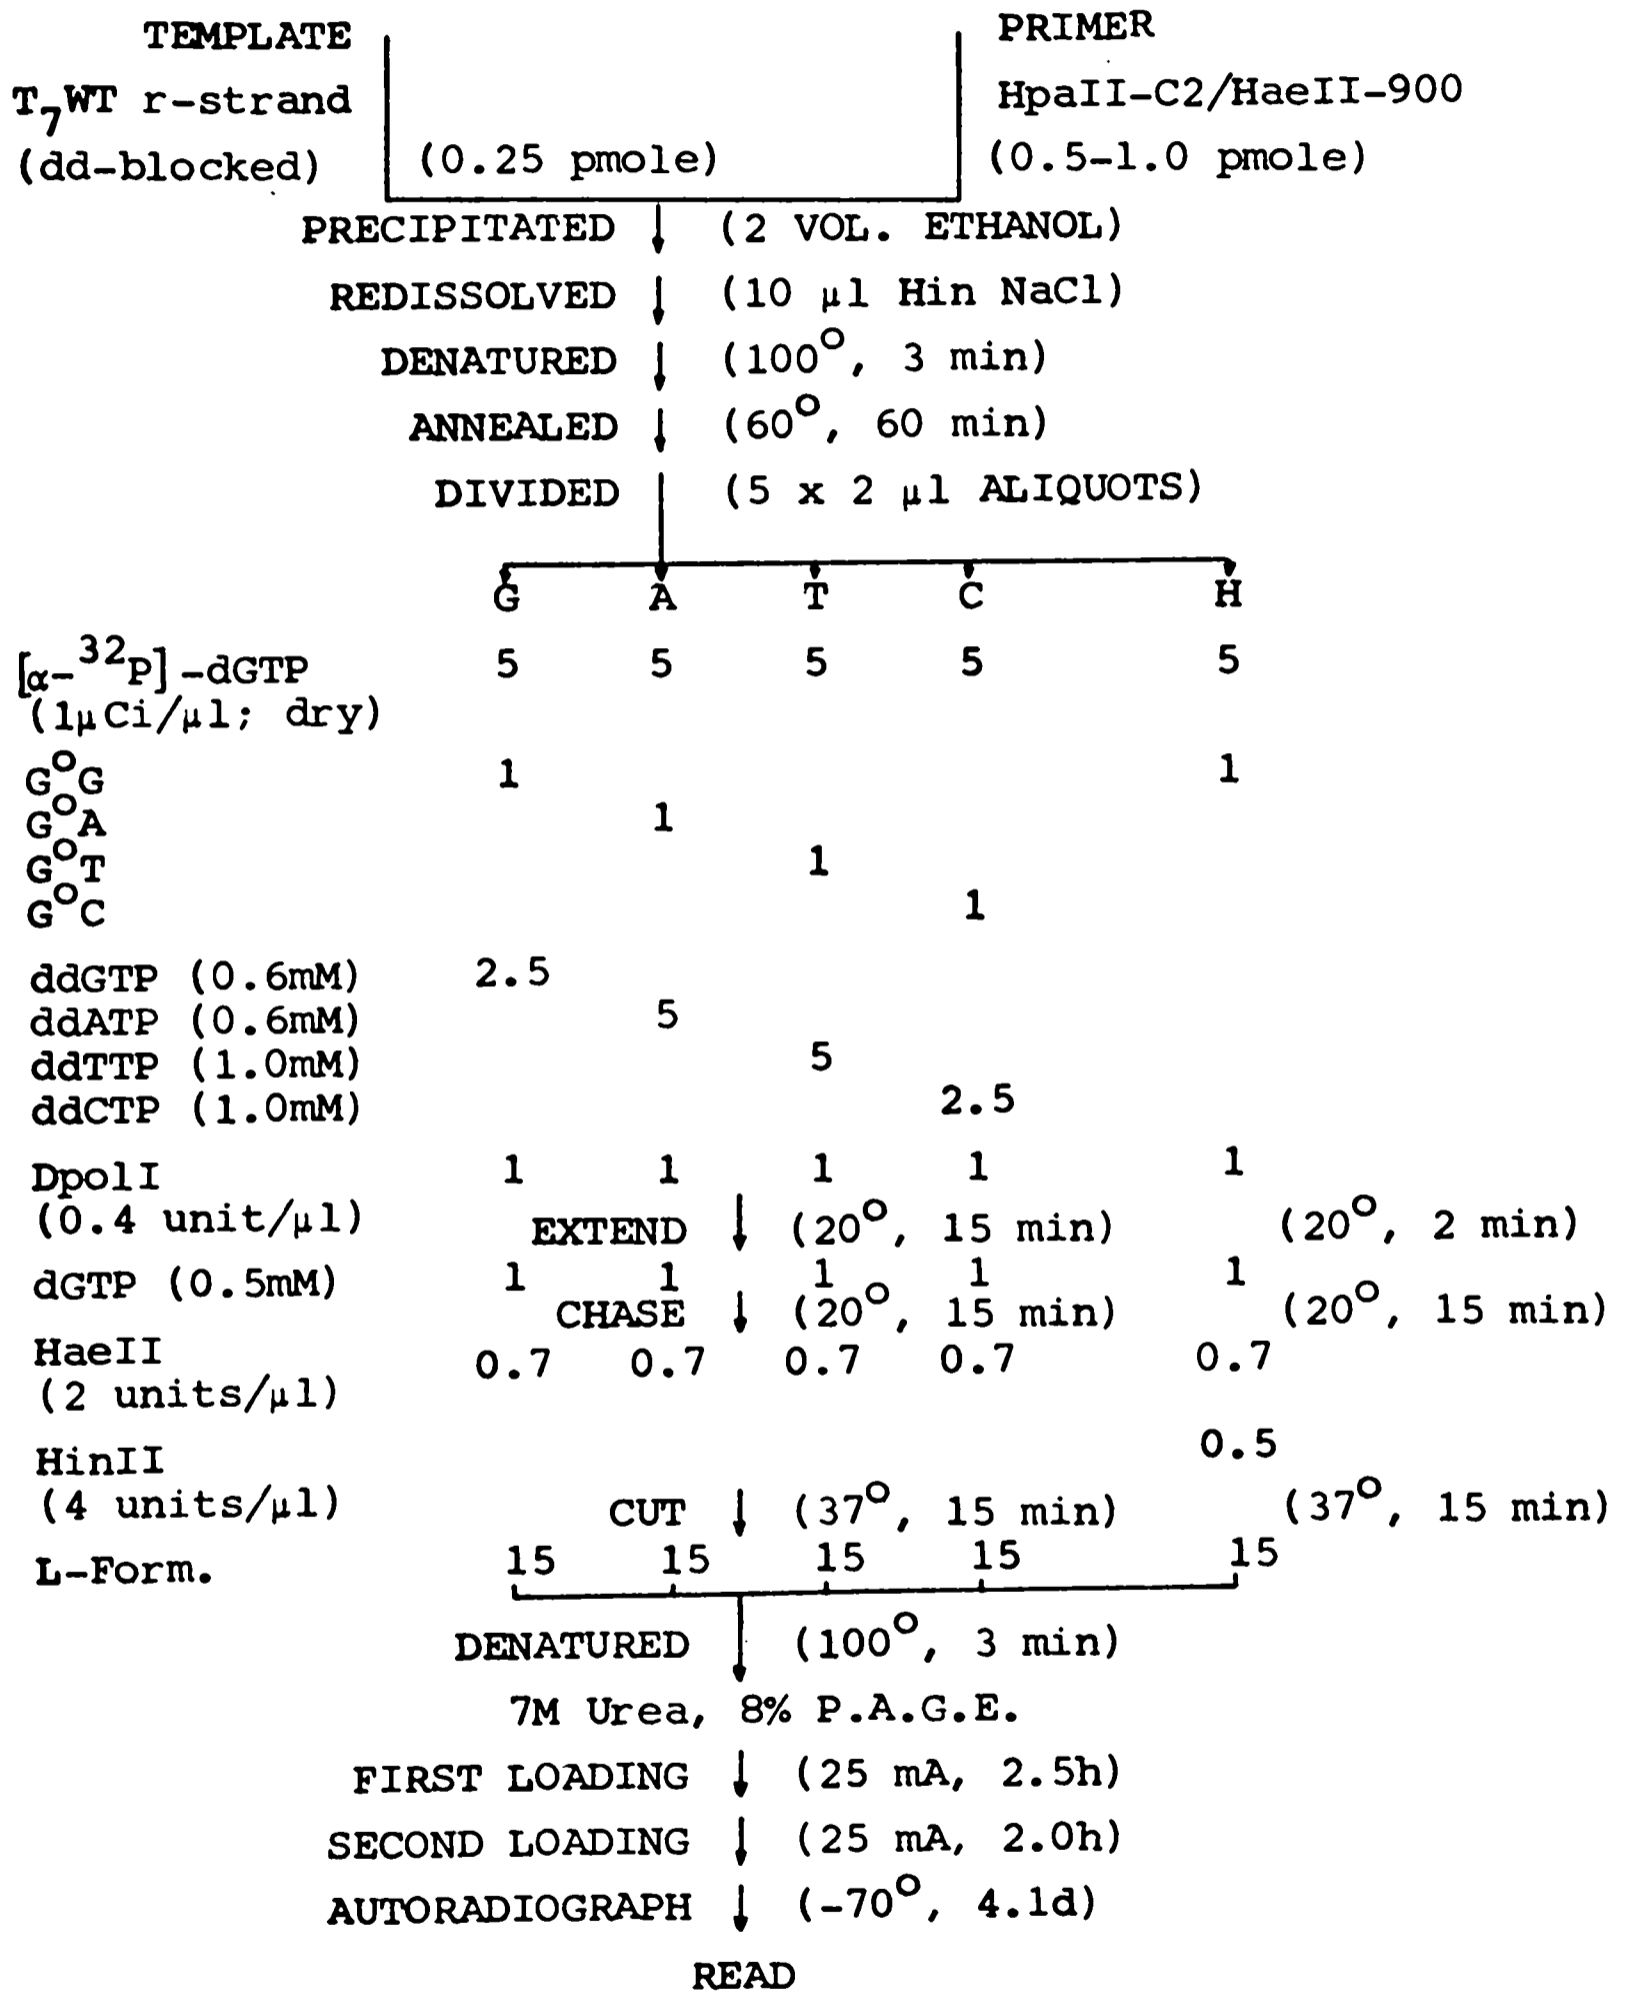 TEMPLATE PRIMER
T7WT r-strand HpaII-C2/HaeII-900
(dd-blocked) (0.25 pmole) (0.5-1.0 pmole)
PRECIPITATED (2 VOL. ETHANOL)
REDISSOLVED (10 μl Hin NaCl)
DENATURED (100°, 3 min)
ANNEALED (60°, 60 min)
DIVIDED (5 x 2 μl ALIQUOTS)
G A T C H
[α-32P]-dGTP 5 5 5 5 5
(1μCi/μl; dry)
G°G 1 1
G°A 1
G°T 1
G°C 1
ddGTP (0.6mM) 2.5
ddATP (0.6mM) 5
ddTTP (1.0mM) 5
ddCTP (1.0mM) 2.5
DpolI 1 1 1 1 1
(0.4 unit/μl) EXTEND (20°, 15 min) (20°, 2 min)
dGTP (0.5mM) 1 1 1 1 1
CHASE (20°, 15 min) (20°, 15 min)
HaeII 0.7 0.7 0.7 0.7 0.7
(2 units/μl)
HinII 0.5
(4 units/μl) CUT (37°, 15 min) (37°, 15 min)
L-Form. 15 15 15 15 15
DENATURED (100°, 3 min)
7M Urea, 8% P.A.G.E.
FIRST LOADING (25 mA, 2.5h)
SECOND LOADING (25 mA, 2.0h)
AUTORADIOGRAPH (-70°, 4.1d)
READ